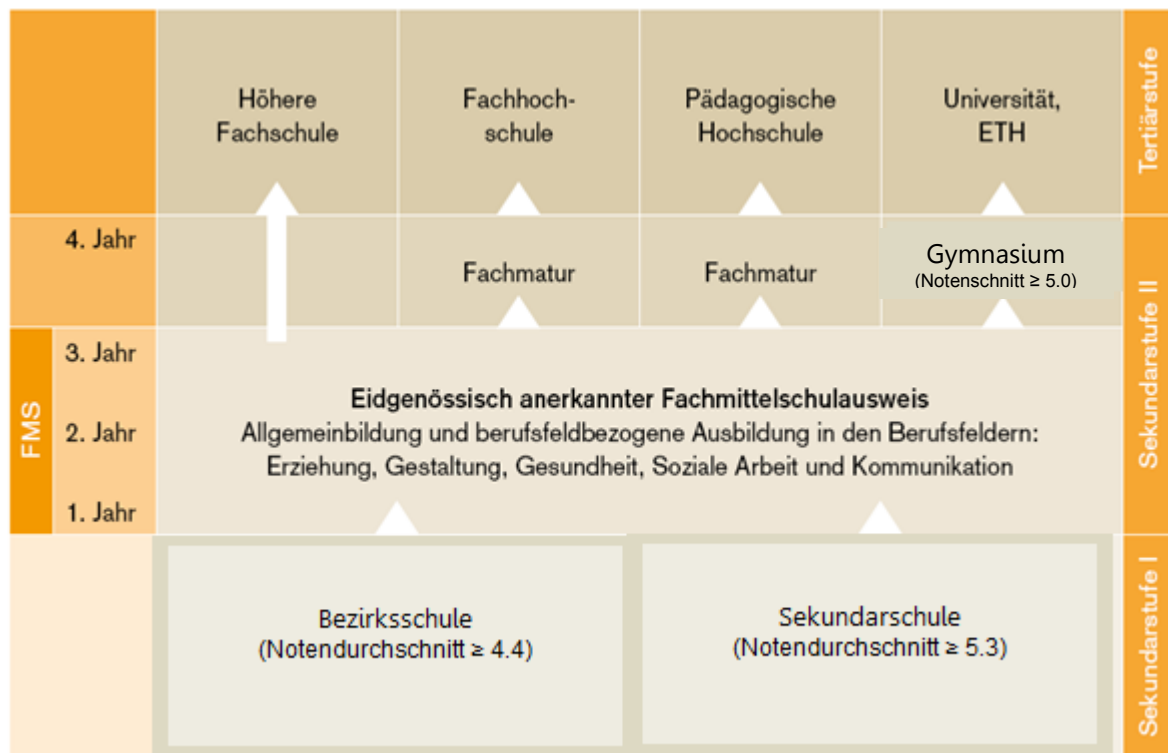 Höhere
Fachschule
Fachhoch-
schule
Pädagogische
Hochschule
Universität,
ETH
Tertiärstufe
4. Jahr
Fachmatur
Fachmatur
Gymnasium
(Notenschnitt ≥ 5.0)
Sekundarstufe II
FMS
3. Jahr
2. Jahr
1. Jahr
Eidgenössisch anerkannter Fachmittelschulausweis
Allgemeinbildung und berufsfeldbezogene Ausbildung in den Berufsfeldern:
Erziehung, Gestaltung, Gesundheit, Soziale Arbeit und Kommunikation
Bezirksschule
(Notendurchschnitt ≥ 4.4)
Sekundarschule
(Notendurchschnitt ≥ 5.3)
Sekundarstufe I